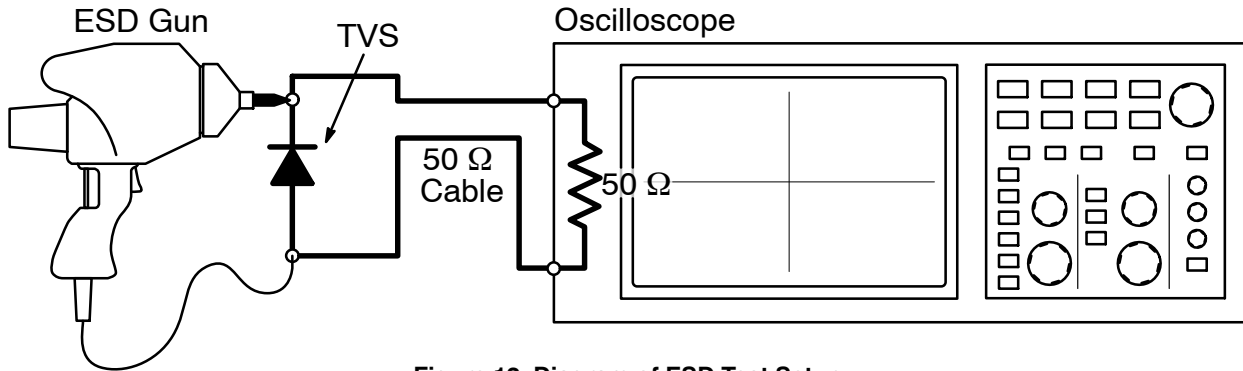 ESD Gun
TVS
Oscilloscope
50 Ω
Cable
50 Ω